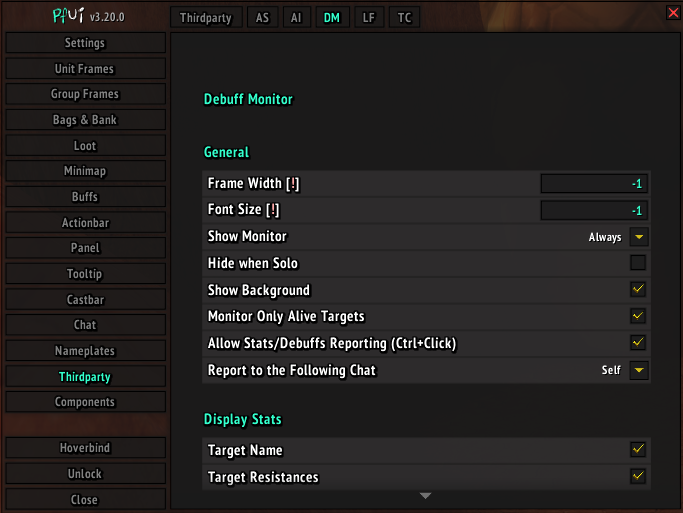 pfUI v3.20.0
Thirdparty AS AI DM LF TC
Settings
Unit Frames
Group Frames
Bags & Bank
Loot
Minimap
Buffs
Actionbar
Panel
Tooltip
Castbar
Chat
Nameplates
Thirdparty
Components
Hoverbind
Unlock
Close
Debuff Monitor
General
Frame Width [!] -1
Font Size [!] -1
Show Monitor Always
Hide when Solo
Show Background
Monitor Only Alive Targets
Allow Stats/Debuffs Reporting (Ctrl+Click)
Report to the Following Chat Self
Display Stats
Target Name
Target Resistances